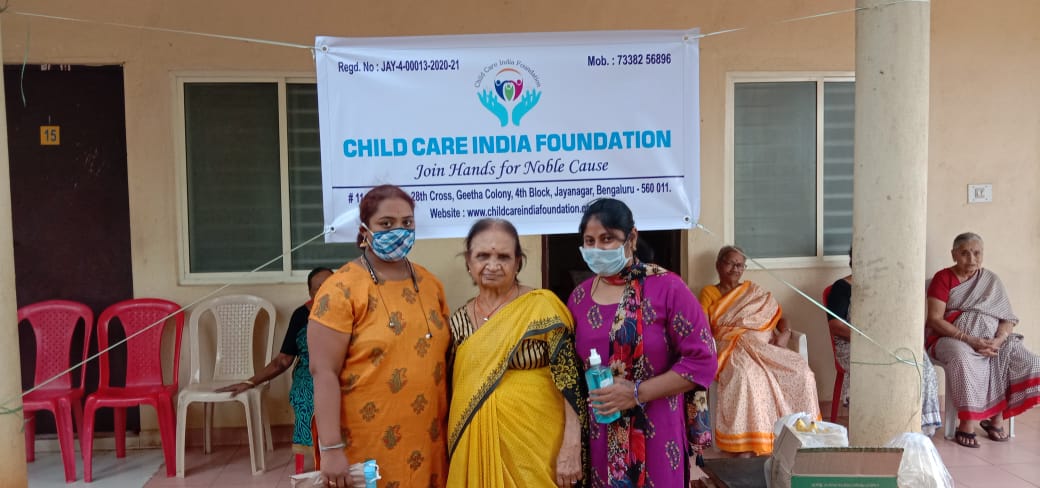 Regd. No : JAY-4-00013-2020-21
Mob. : 73382 56896
Child Care India Foundation
CHILD CARE INDIA FOUNDATION
Join Hands for Noble Cause
# 11 28th Cross, Geetha Colony, 4th Block, Jayanagar, Bengaluru - 560 011.
Website : www.childcareindiafoundation.o
15